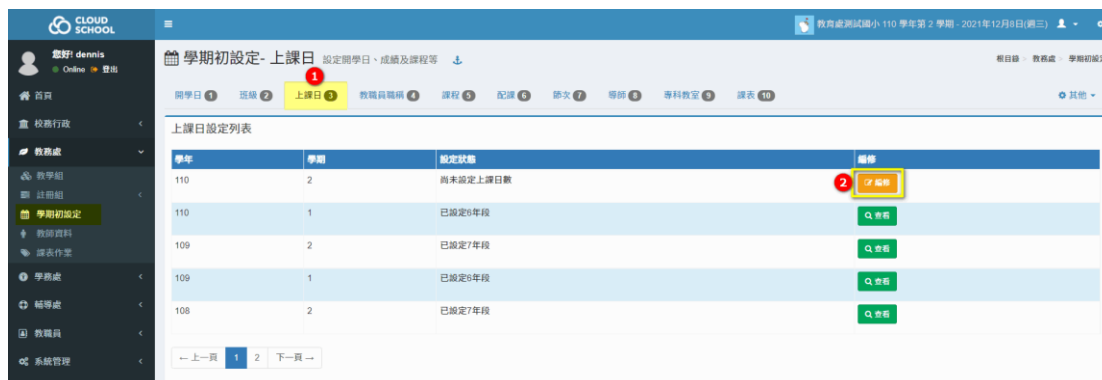 CLOUD SCHOOL
教育處測試國小 110 學年第 2 學期 - 2021年12月8日(週三)
您好! dennis
Online 登出
首頁
校務行政
教務處
教學組
註冊組
學期初設定
教師資料
課表作業
學務處
輔導處
教職員
系統管理
學期初設定- 上課日 設定開學日、成績及課程等
根目錄 > 教務處 > 學期初設
1
開學日 1 班級 2 上課日 3 教職員職稱 4 課程 5 配課 6 節次 7 導師 8 專科教室 9 課表 10 其他
上課日設定列表
學年 學期 設定狀態 編修
110 2 尚未設定上課日數 2 編修
110 1 已設定6年段 查看
109 2 已設定7年段 查看
109 1 已設定6年段 查看
108 2 已設定7年段 查看
←上一頁 1 2 下一頁→